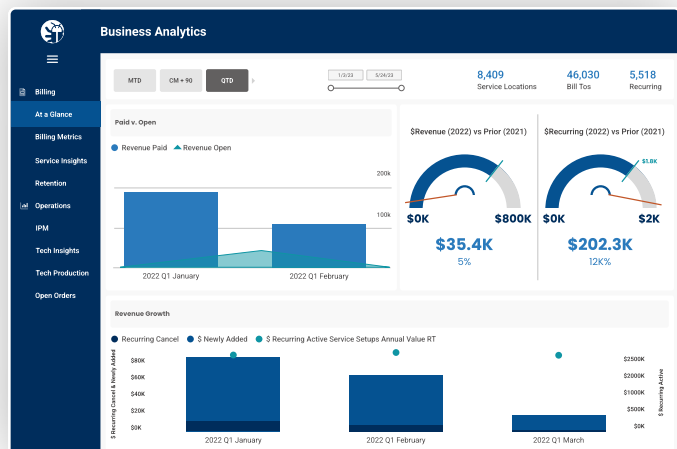 Business Analytics
Billing
At a Glance
Billing Metrics
Service Insights
Retention
Operations
IPM
Tech Insights
Tech Production
Open Orders
MTD
CM + 90
QTD
1/3/23
5/24/23
8,409
Service Locations
46,030
Bill Tos
5,518
Recurring
Paid v. Open
Revenue Paid
Revenue Open
200k
100k
2022 Q1 January
2022 Q1 February
$Revenue (2022) vs Prior (2021)
$0K
$800K
$35.4K
5%
$Recurring (2022) vs Prior (2021)
$1.8K
$0K
$2K
$202.3K
12K%
Revenue Growth
Recurring Cancel
$ Newly Added
$ Recurring Active Service Setups Annual Value RT
$ Recurring Cancel & Newly Added
$80K
$60K
$40K
$20K
$0K
2022 Q1 January
2022 Q1 February
2022 Q1 March
$2500K
$2000K
$1000K
$500K
$0K
$ Recurring Active